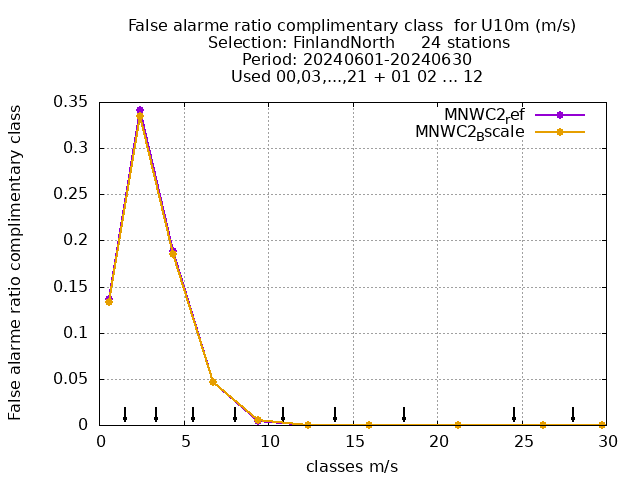 False alarme ratio complimentary class  for U10m (m/s)
Selection: FinlandNorth     24 stations
Period: 20240601-20240630
Used 00,03,...,21 + 01 02 ... 12
False alarme ratio complimentary class
0.35
0.3
0.25
0.2
0.15
0.1
0.05
0
MNWC2ref
MNWC2Bscale
0 5 10 15 20 25 30
classes m/s